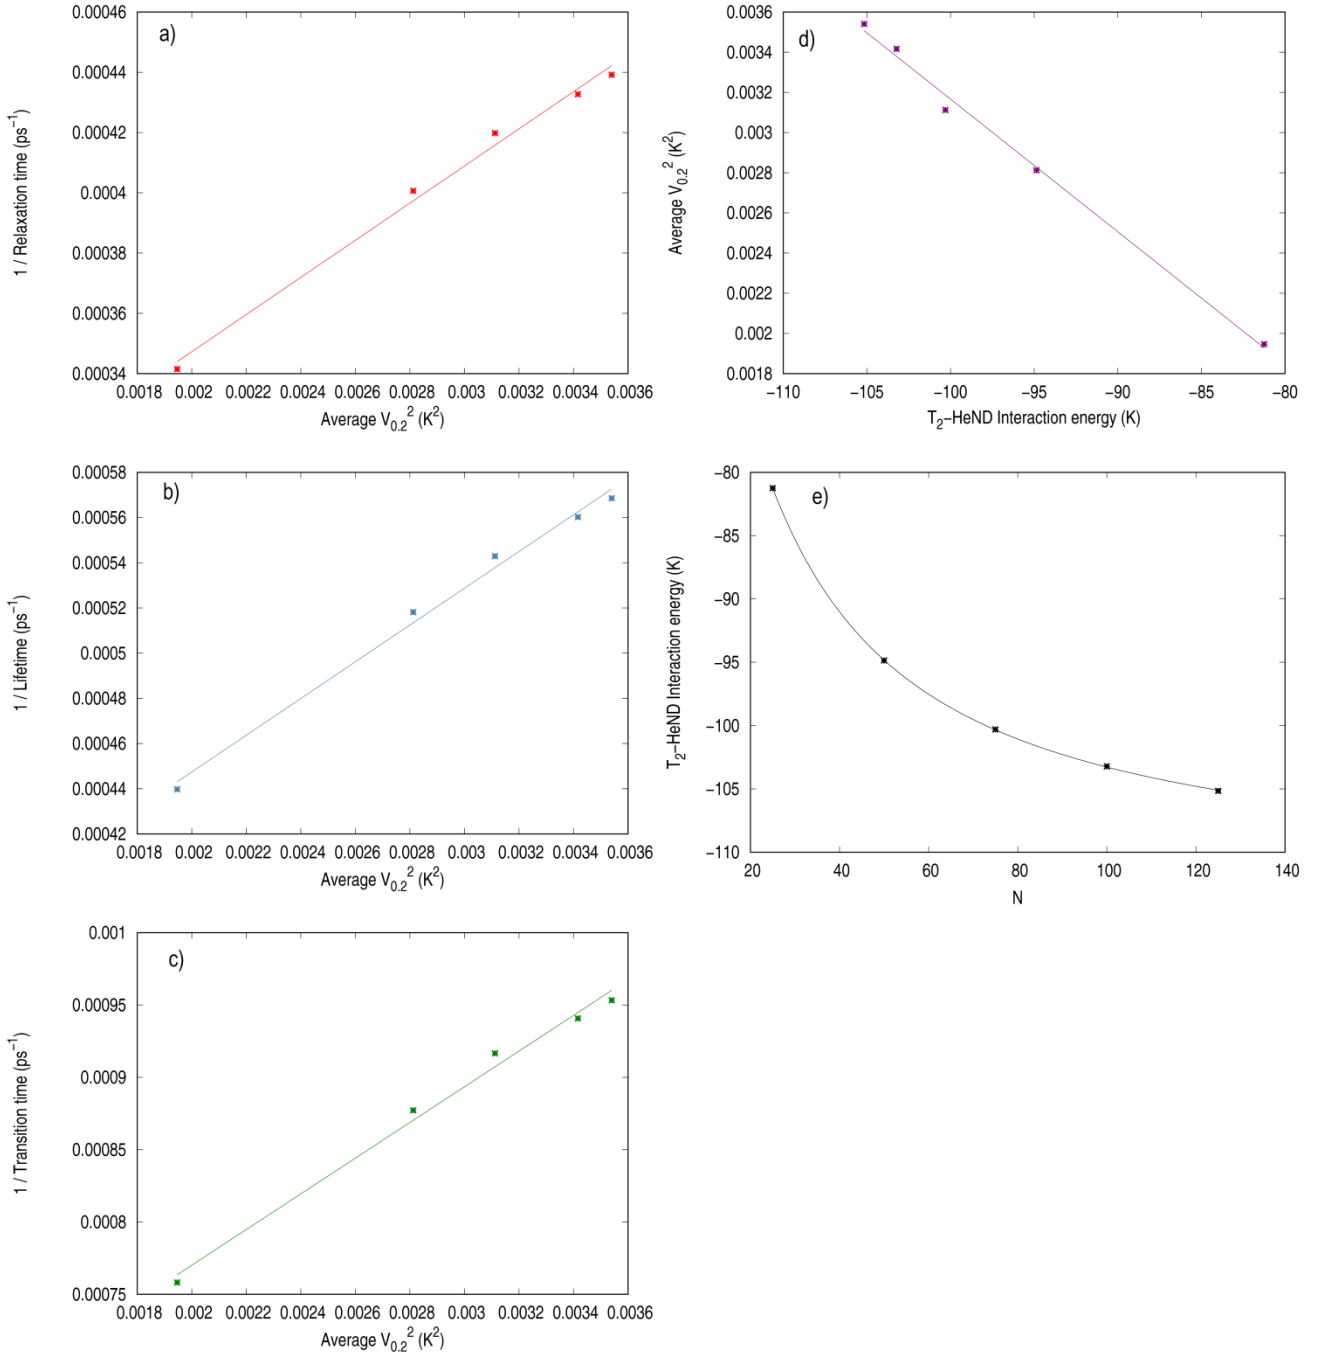 a)
0.00046
0.00044
0.00042
0.0004
0.00038
0.00036
0.00034
1 / Relaxation time (ps⁻¹)
0.0018 0.002 0.0022 0.0024 0.0026 0.0028 0.003 0.0032 0.0034 0.0036
Average V₀.₂² (K²)
d)
0.0036
0.0034
0.0032
0.003
0.0028
0.0026
0.0024
0.0022
0.002
0.0018
Average V₀.₂² (K²)
−110 −105 −100 −95 −90 −85 −80
T₂−HeND Interaction energy (K)
b)
0.00058
0.00056
0.00054
0.00052
0.0005
0.00048
0.00046
0.00044
0.00042
1 / Lifetime (ps⁻¹)
0.0018 0.002 0.0022 0.0024 0.0026 0.0028 0.003 0.0032 0.0034 0.0036
Average V₀.₂² (K²)
e)
−80
−85
−90
−95
−100
−105
−110
T₂−HeND Interaction energy (K)
20 40 60 80 100 120 140
N
c)
0.001
0.00095
0.0009
0.00085
0.0008
0.00075
1 / Transition time (ps⁻¹)
0.0018 0.002 0.0022 0.0024 0.0026 0.0028 0.003 0.0032 0.0034 0.0036
Average V₀.₂² (K²)